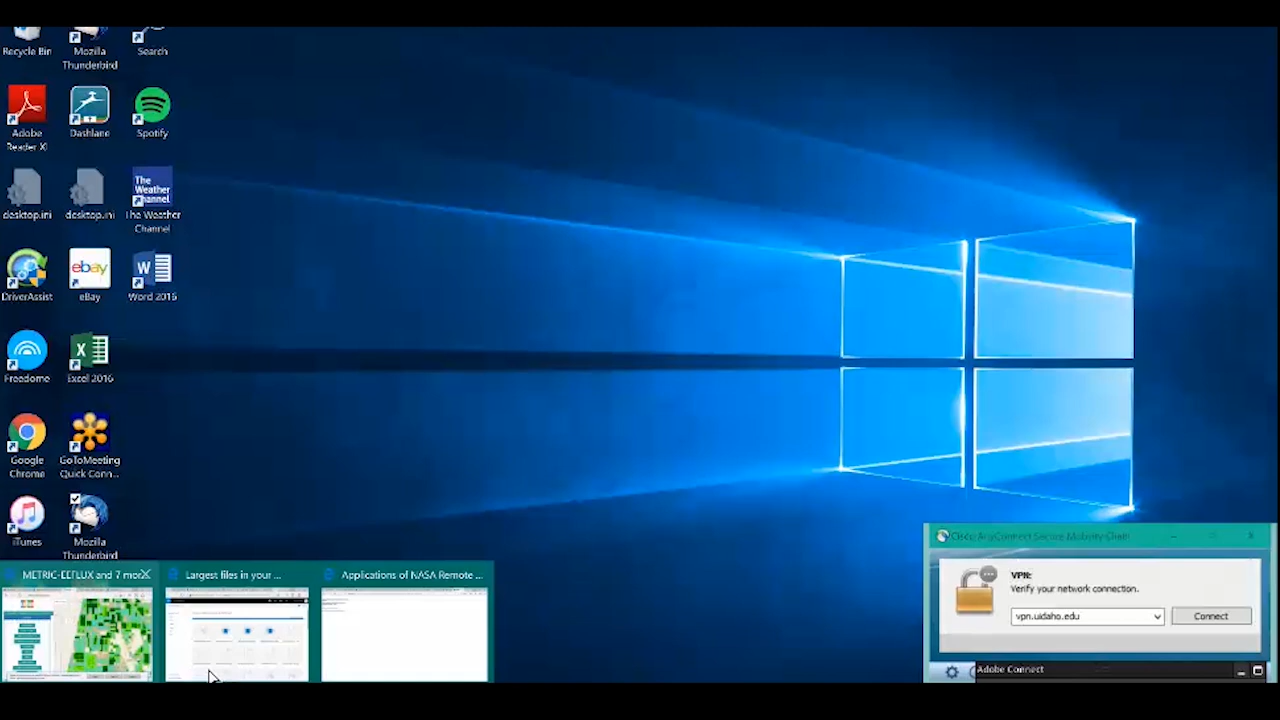 Recycle Bin
Mozilla
Thunderbird
Search
Adobe
Reader XI
Dashlane
Spotify
desktop.ini
desktop.ini
The
Weather
Channel
The Weather
Channel
DriverAssist
ebay
eBay
Word 2016
Freedome
Excel 2016
Google
Chrome
GoToMeeting
Quick Conn...
iTunes
Mozilla
Thunderbird
METRIC-EEFLUX and 7 mor
Largest files in your ...
Applications of NASA Remote ...
Cisco AnyConnect Secure Mobility Client
VPN:
Verify your network connection.
vpn.uidaho.edu
Connect
Adobe Connect